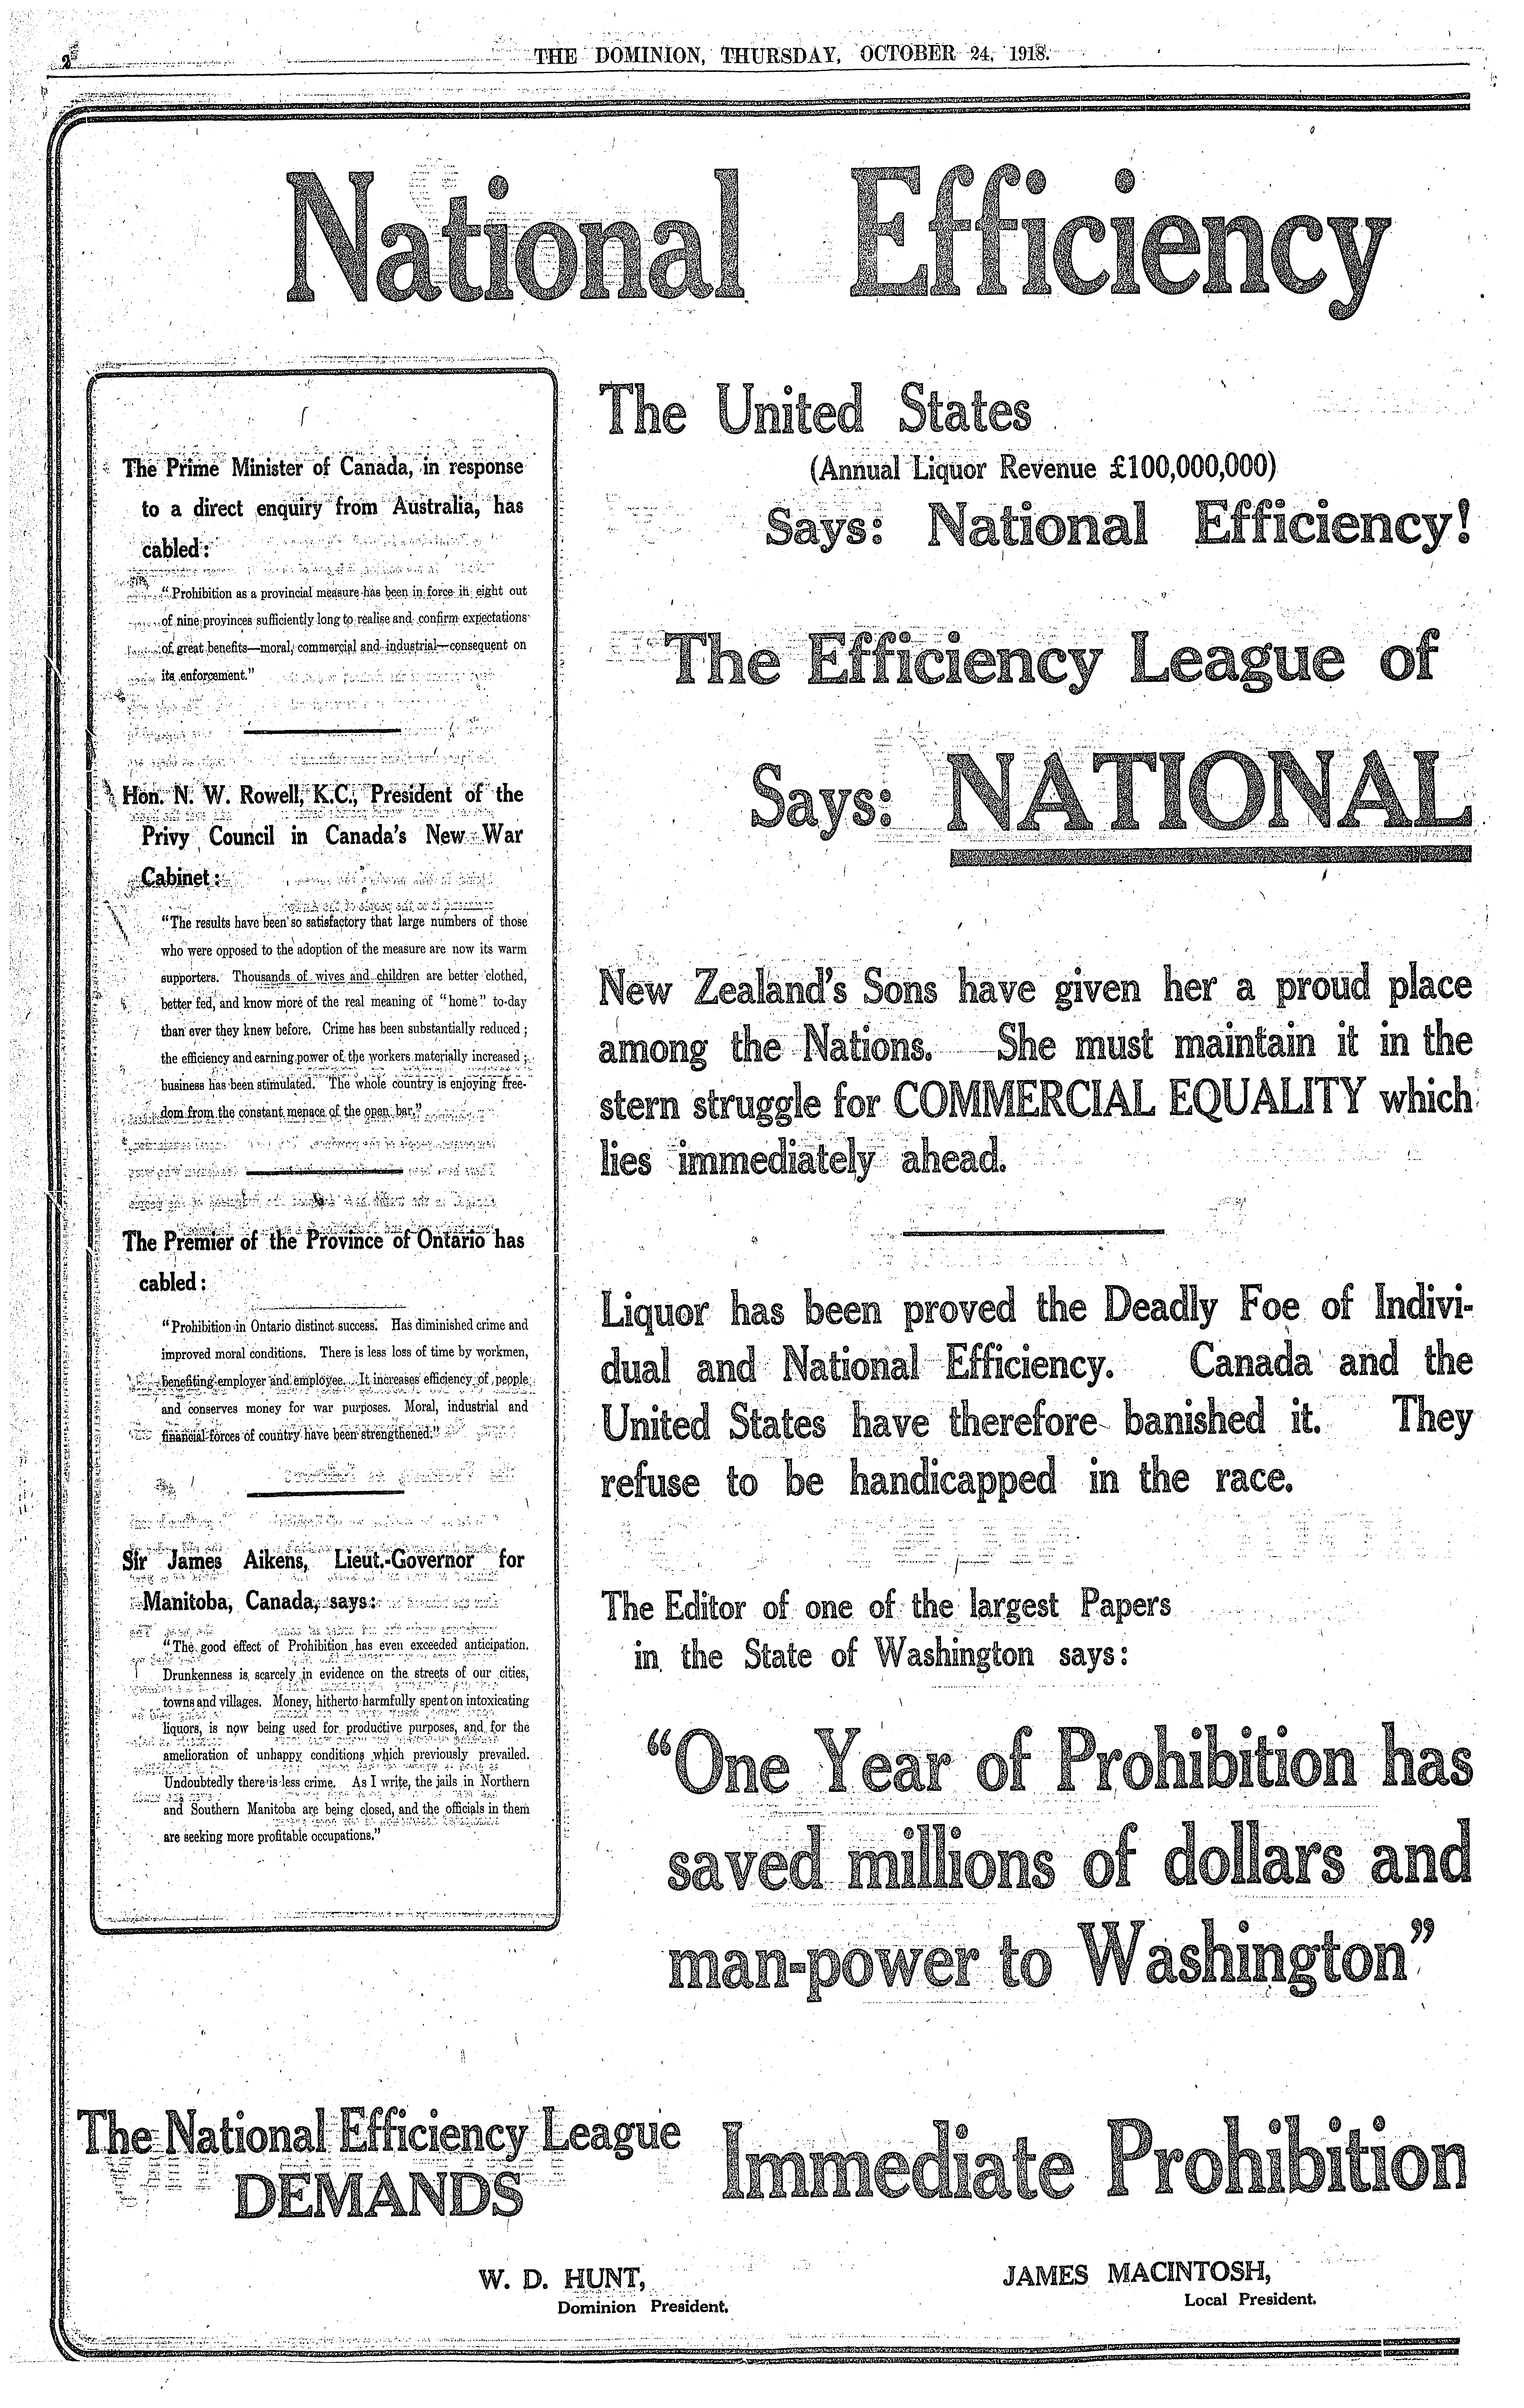 2
THE DOMINION, THURSDAY, OCTOBER 24, 1918.
National Efficiency
The Prime Minister of Canada, in response
to a direct enquiry from Australia, has
cabled:
"Prohibition as a provincial measure has been in force in eight out
of nine provinces sufficiently long to realise and confirm expectations
of great benefits—moral, commercial and industrial—consequent on
its enforcement."
Hon. N. W. Rowell, K.C., President of the
Privy Council in Canada's New War
Cabinet:
"The results have been so satisfactory that large numbers of those
who were opposed to the adoption of the measure are now its warm
supporters. Thousands of wives and children are better clothed,
better fed, and know more of the real meaning of "home" to-day
than ever they knew before. Crime has been substantially reduced;
the efficiency and earning power of the workers materially increased;
business has been stimulated. The whole country is enjoying free-
dom from the constant menace of the open bar."
The Premier of the Province of Ontario has
cabled:
"Prohibition in Ontario distinct success. Has diminished crime and
improved moral conditions. There is less loss of time by workmen,
benefiting employer and employee. It increases efficiency of people
and conserves money for war purposes. Moral, industrial and
financial forces of country have been strengthened."
Sir James Aikens, Lieut.-Governor for
Manitoba, Canada, says:
"The good effect of Prohibition has even exceeded anticipation.
Drunkenness is scarcely in evidence on the streets of our cities,
towns and villages. Money, hitherto harmfully spent on intoxicating
liquors, is now being used for productive purposes, and for the
amelioration of unhappy conditions which previously prevailed.
Undoubtedly there is less crime. As I write, the jails in Northern
and Southern Manitoba are being closed, and the officials in them
are seeking more profitable occupations."
The United States
(Annual Liquor Revenue £100,000,000)
Says: National Efficiency!
The Efficiency League of
Says: NATIONAL
New Zealand's Sons have given her a proud place
among the Nations. She must maintain it in the
stern struggle for COMMERCIAL EQUALITY which
lies immediately ahead.
Liquor has been proved the Deadly Foe of Indivi-
dual and National Efficiency. Canada and the
United States have therefore banished it. They
refuse to be handicapped in the race.
The Editor of one of the largest Papers
in the State of Washington says:
"One Year of Prohibition has
saved millions of dollars and
man-power to Washington"
The National Efficiency League
DEMANDS
Immediate Prohibition
W. D. HUNT,
Dominion President.
JAMES MACINTOSH,
Local President.